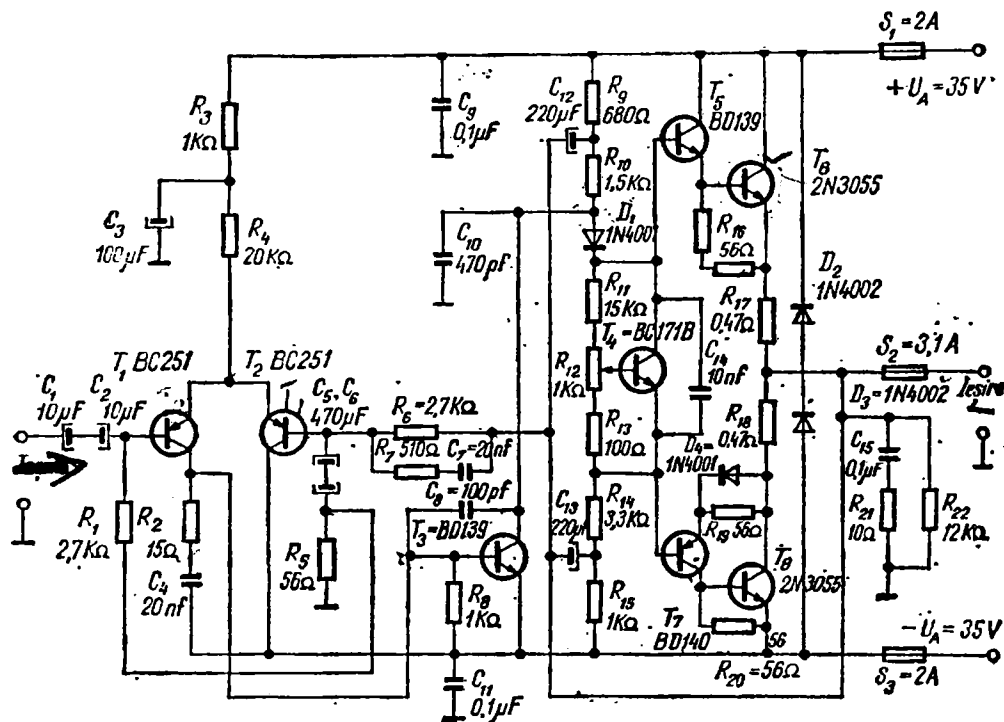 S1 = 2A
+ UA = 35V
R3
1KΩ
C9
0,1µF
C12
220µF
R9
680Ω
T5
BD139
T6
2N3055
R10
1,5KΩ
C3
100µF
R4
20KΩ
C10
470pf
D1
1N4001
R16
56Ω
D2
1N4002
R11
15KΩ
R17
0,47Ω
T4=BC171B
C14
10nf
S2=3,1A
T1 BC251
T2 BC251
C1
10µF
C2
10µF
C5, C6
470µF
R6=2,7KΩ
R12
1KΩ
D3=1N4002
Iesire
R7 510Ω
C7=20nf
R13
100Ω
R18
0,47Ω
D4=
1N4001
C15
0,1µF
C8=100pf
R1
2,7KΩ
R2
15Ω
T3=BD139
C13
220µF
R14
3,3KΩ
R19 56Ω
R21
10Ω
R22
12KΩ
C4
20nf
R5
56Ω
R8
1KΩ
R15
1KΩ
T7
BD140
T8
2N3055
56
R20=56Ω
- UA=35V
S3=2A
C11
0,1µF